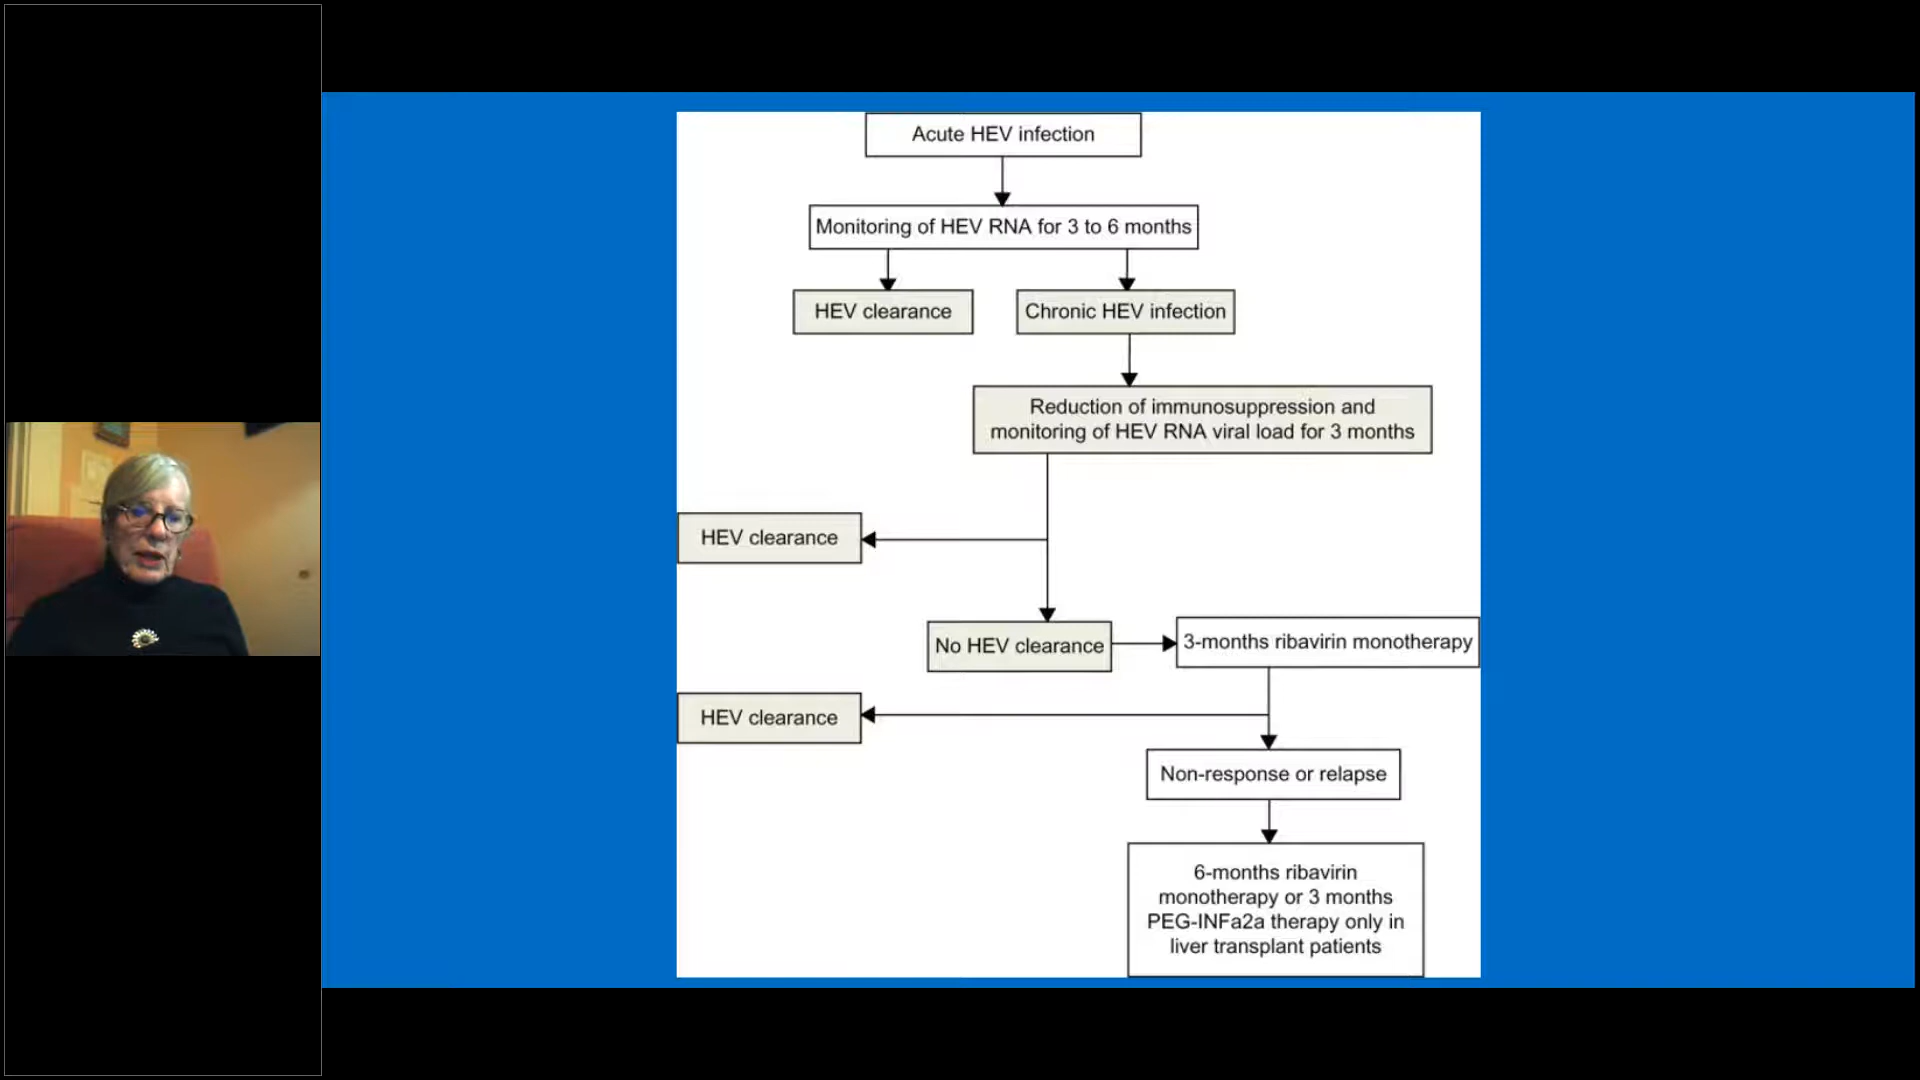 Acute HEV infection
Monitoring of HEV RNA for 3 to 6 months
HEV clearance
Chronic HEV infection
Reduction of immunosuppression and
monitoring of HEV RNA viral load for 3 months
HEV clearance
No HEV clearance
3-months ribavirin monotherapy
HEV clearance
Non-response or relapse
6-months ribavirin
monotherapy or 3 months
PEG-INFa2a therapy only in
liver transplant patients